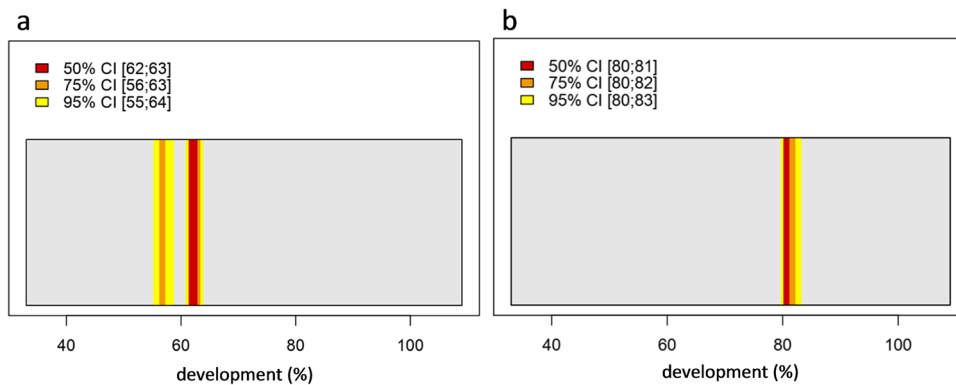 a
50% CI [62;63]
75% CI [56;63]
95% CI [55;64]
40 60 80 100
development (%)
b
50% CI [80;81]
75% CI [80;82]
95% CI [80;83]
40 60 80 100
development (%)